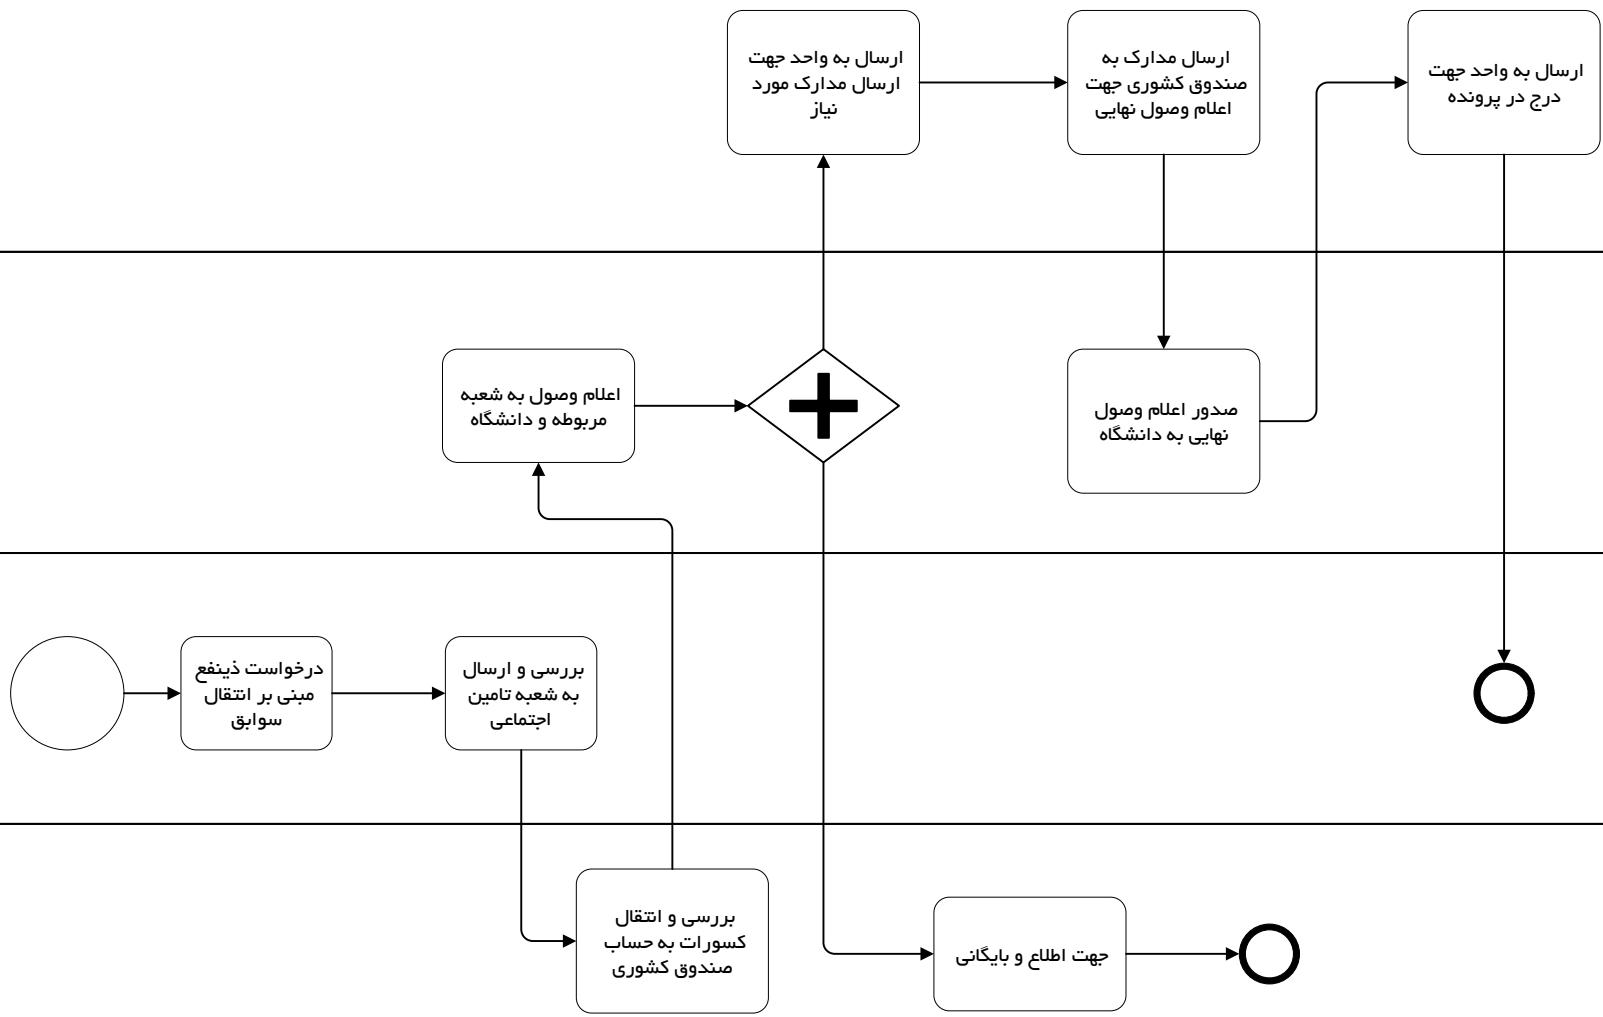 ارسال به واحد جهت
ارسال مدارک مورد
نیاز
ارسال مدارک به
صندوق کشوری جهت
اعلام وصول نهایی
ارسال به واحد جهت
درج در پرونده
اعلام وصول به شعبه
مربوطه و دانشگاه
صدور اعلام وصول
نهایی به دانشگاه
درخواست ذینفع
مبنی بر انتقال
سوابق
بررسی و ارسال
به شعبه تامین
اجتماعی
بررسی و انتقال
کسورات به حساب
صندوق کشوری
جهت اطلاع و بایگانی